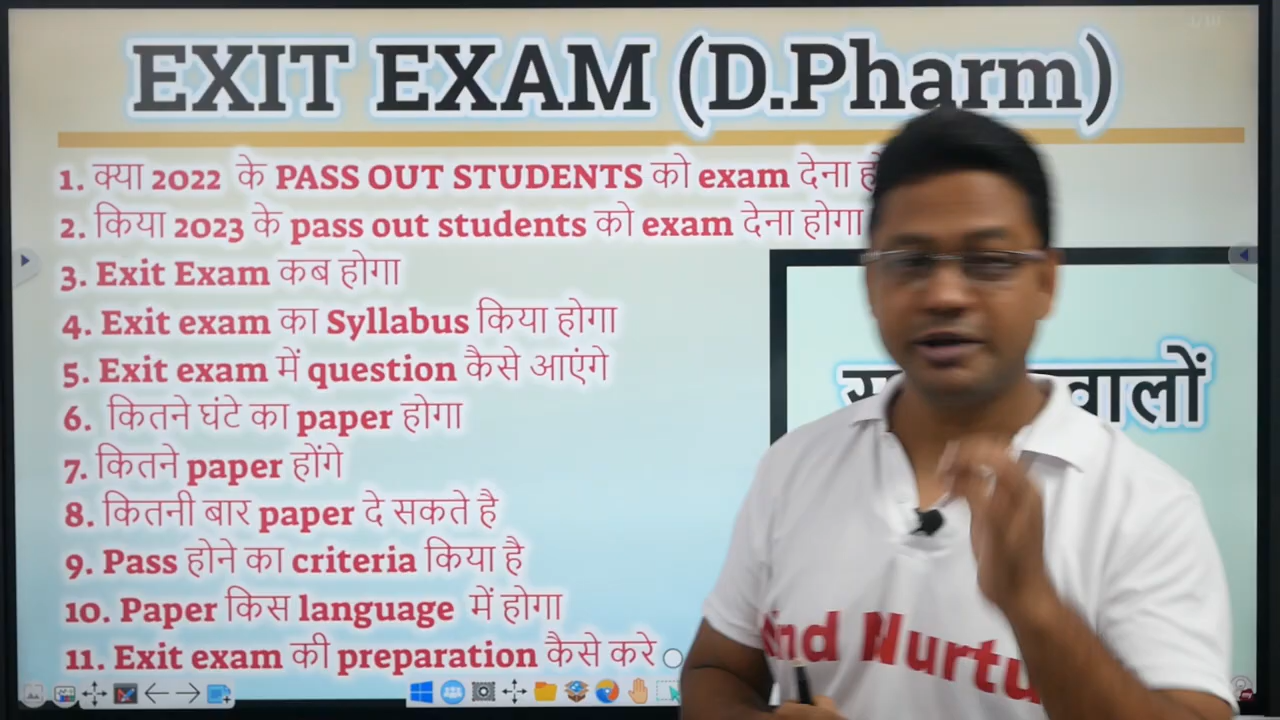 EXIT EXAM (D.Pharm)
1. क्या 2022 के PASS OUT STUDENTS को exam देना
2. किया 2023 के pass out students को exam देना होगा
3. Exit Exam कब होगा
4. Exit exam का Syllabus किया होगा
5. Exit exam में question कैसे आएंगे
6. कितने घंटे का paper होगा
7. कितने paper होंगे
8. कितनी बार paper दे सकते है
9. Pass होने का criteria किया है
10. Paper किस language में होगा
11. Exit exam की preparation कैसे करे